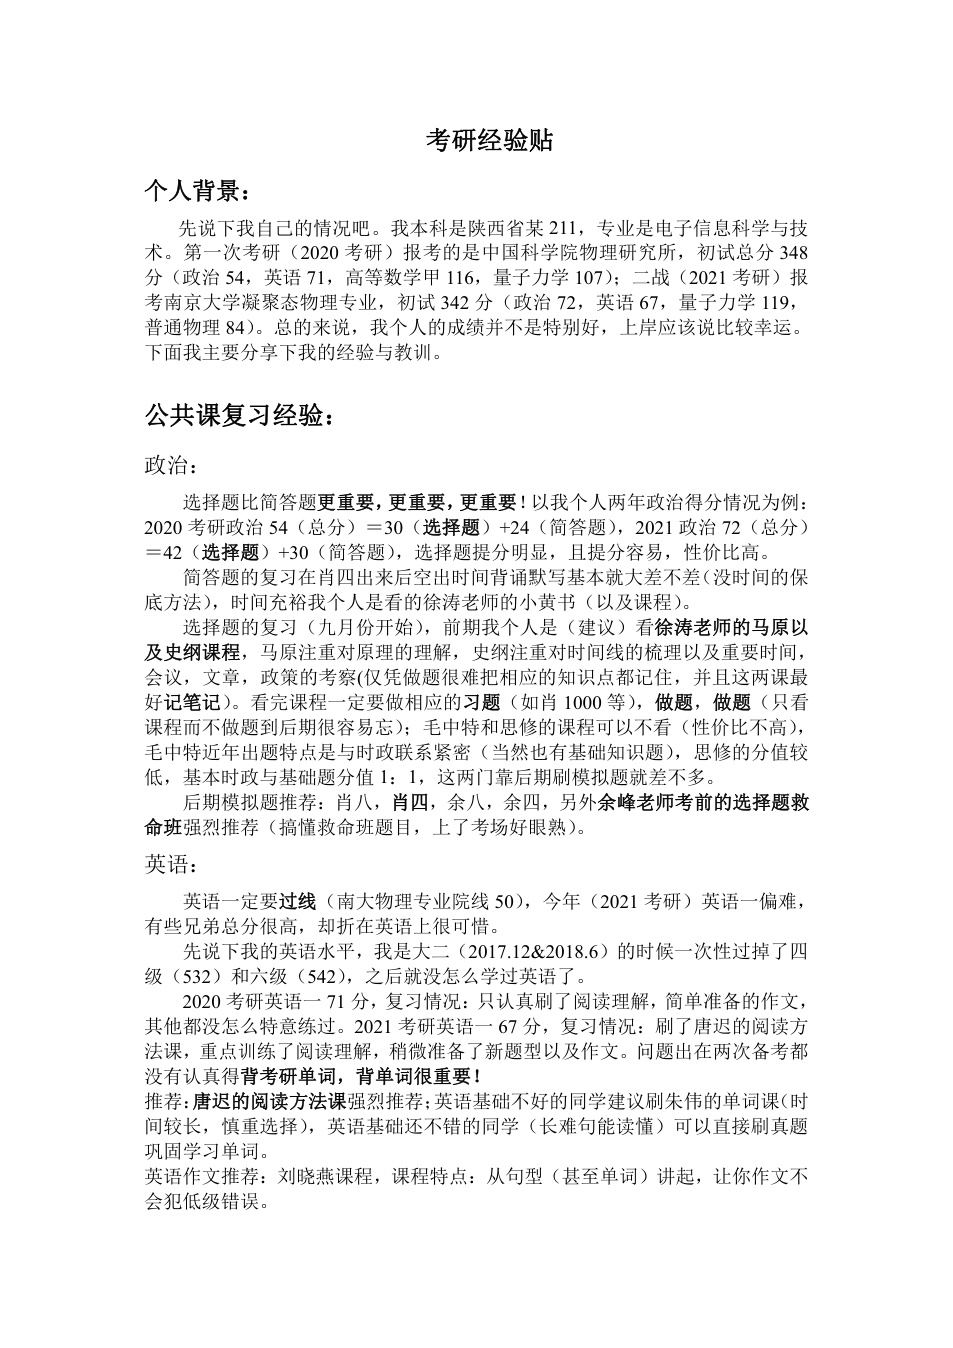 考研经验贴
个人背景：
先说下我自己的情况吧。我本科是陕西省某 211，专业是电子信息科学与技
术。第一次考研（2020 考研）报考的是中国科学院物理研究所，初试总分 348
分（政治 54，英语 71，高等数学甲 116，量子力学 107）；二战（2021 考研）报
考南京大学凝聚态物理专业，初试 342 分（政治 72，英语 67，量子力学 119，
普通物理 84）。总的来说，我个人的成绩并不是特别好，上岸应该说比较幸运。
下面我主要分享下我的经验与教训。
公共课复习经验：
政治：
选择题比简答题更重要，更重要，更重要！以我个人两年政治得分情况为例：
2020 考研政治 54（总分）＝30（选择题）+24（简答题），2021 政治 72（总分）
＝42（选择题）+30（简答题），选择题提分明显，且提分容易，性价比高。
简答题的复习在肖四出来后空出时间背诵默写基本就大差不差（没时间的保
底方法），时间充裕我个人是看的徐涛老师的小黄书（以及课程）。
选择题的复习（九月份开始），前期我个人是（建议）看徐涛老师的马原以
及史纲课程，马原注重对原理的理解，史纲注重对时间线的梳理以及重要时间，
会议，文章，政策的考察(仅凭做题很难把相应的知识点都记住，并且这两课最
好记笔记）。看完课程一定要做相应的习题（如肖 1000 等），做题，做题（只看
课程而不做题到后期很容易忘）；毛中特和思修的课程可以不看（性价比不高），
毛中特近年出题特点是与时政联系紧密（当然也有基础知识题），思修的分值较
低，基本时政与基础题分值 1：1，这两门靠后期刷模拟题就差不多。
后期模拟题推荐：肖八，肖四，余八，余四，另外余峰老师考前的选择题救
命班强烈推荐（搞懂救命班题目，上了考场好眼熟）。
英语：
英语一定要过线（南大物理专业院线 50），今年（2021 考研）英语一偏难，
有些兄弟总分很高，却折在英语上很可惜。
先说下我的英语水平，我是大二（2017.12&2018.6）的时候一次性过掉了四
级（532）和六级（542），之后就没怎么学过英语了。
2020 考研英语一 71 分，复习情况：只认真刷了阅读理解，简单准备的作文，
其他都没怎么特意练过。2021 考研英语一 67 分，复习情况：刷了唐迟的阅读方
法课，重点训练了阅读理解，稍微准备了新题型以及作文。问题出在两次备考都
没有认真得背考研单词，背单词很重要！
推荐：唐迟的阅读方法课强烈推荐；英语基础不好的同学建议刷朱伟的单词课（时
间较长，慎重选择），英语基础还不错的同学（长难句能读懂）可以直接刷真题
巩固学习单词。
英语作文推荐：刘晓燕课程，课程特点：从句型（甚至单词）讲起，让你作文不
会犯低级错误。